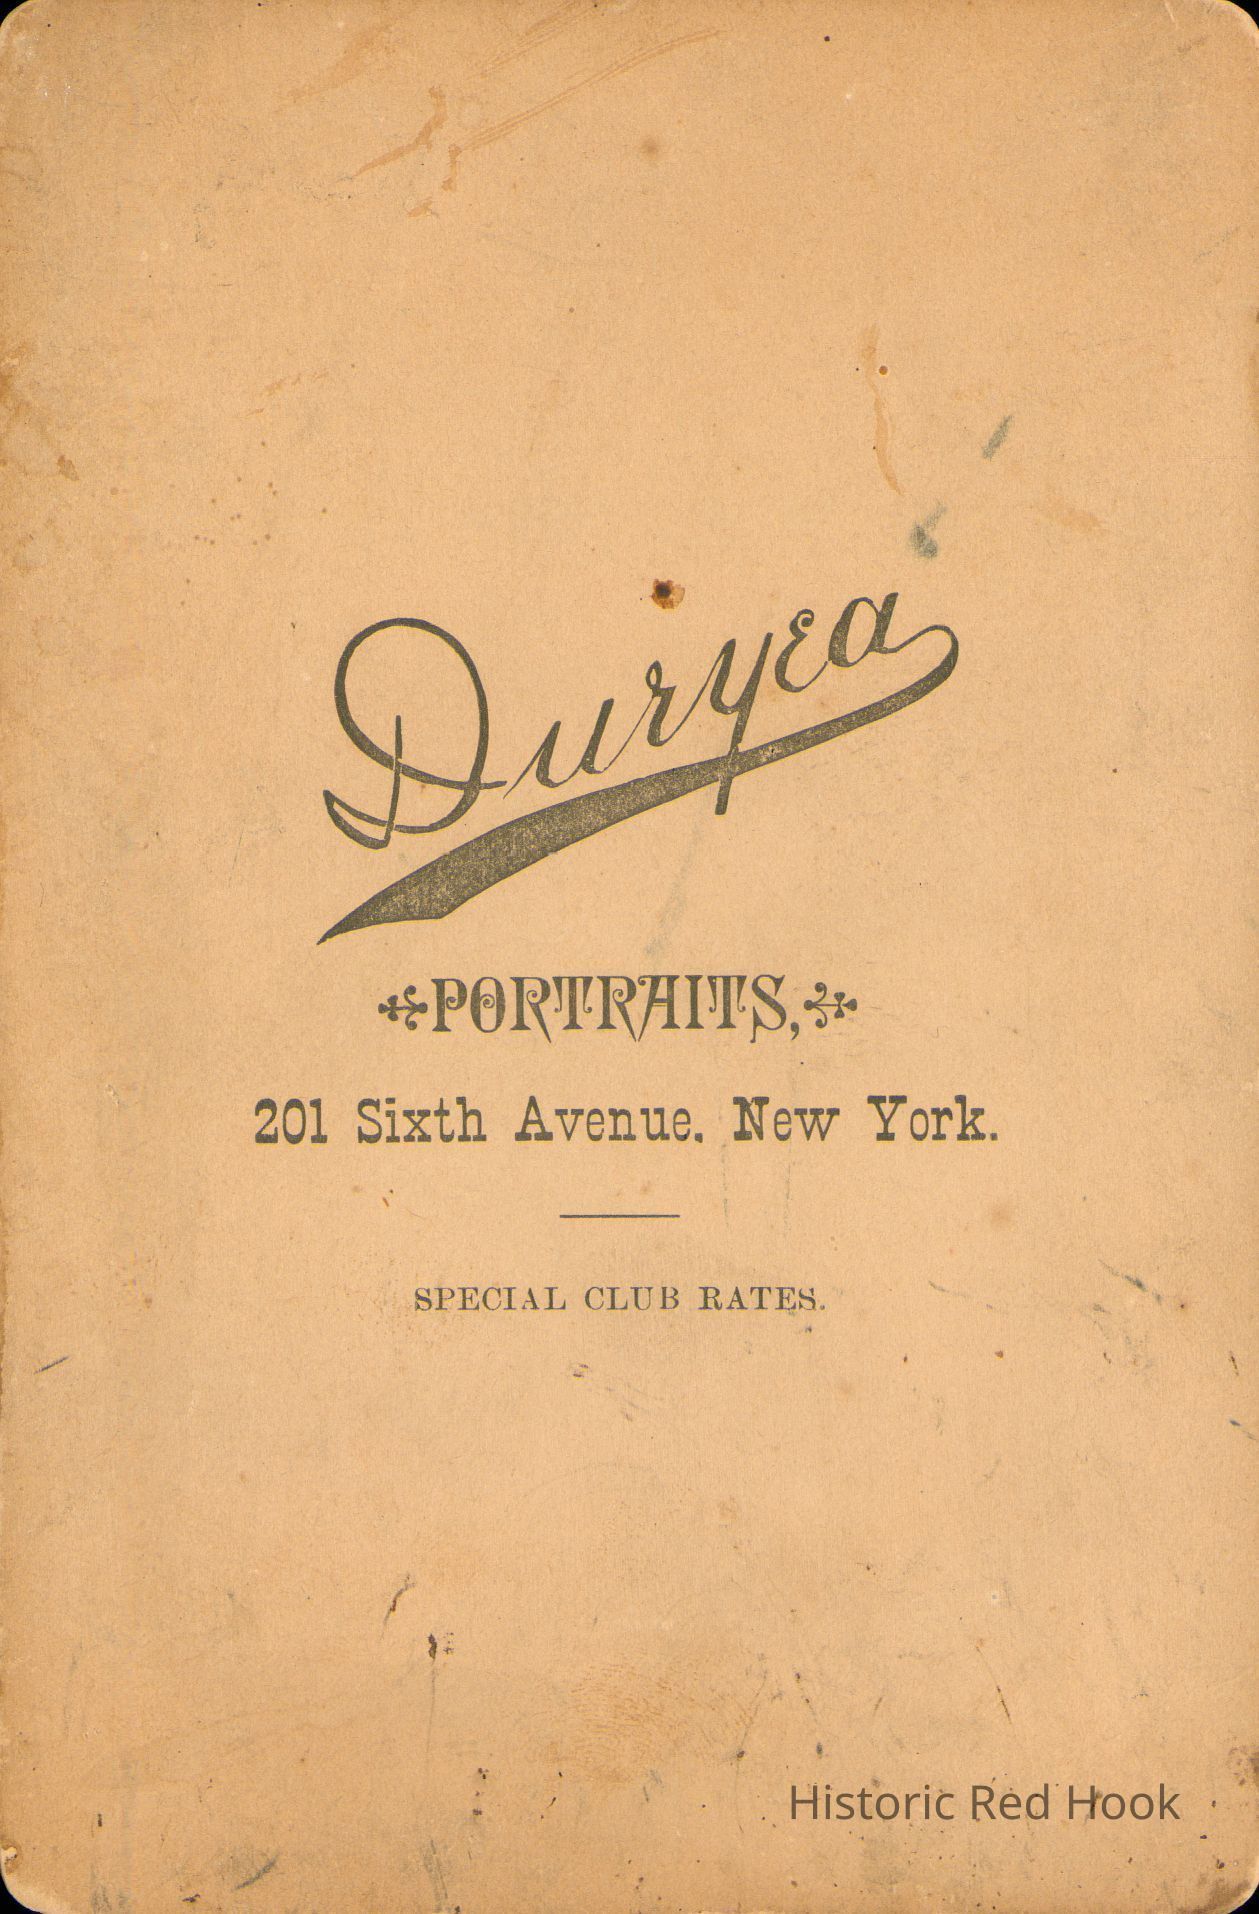 Duryea
PORTRAITS,
201 Sixth Avenue. New York.
SPECIAL CLUB RATES.
Historic Red Hook